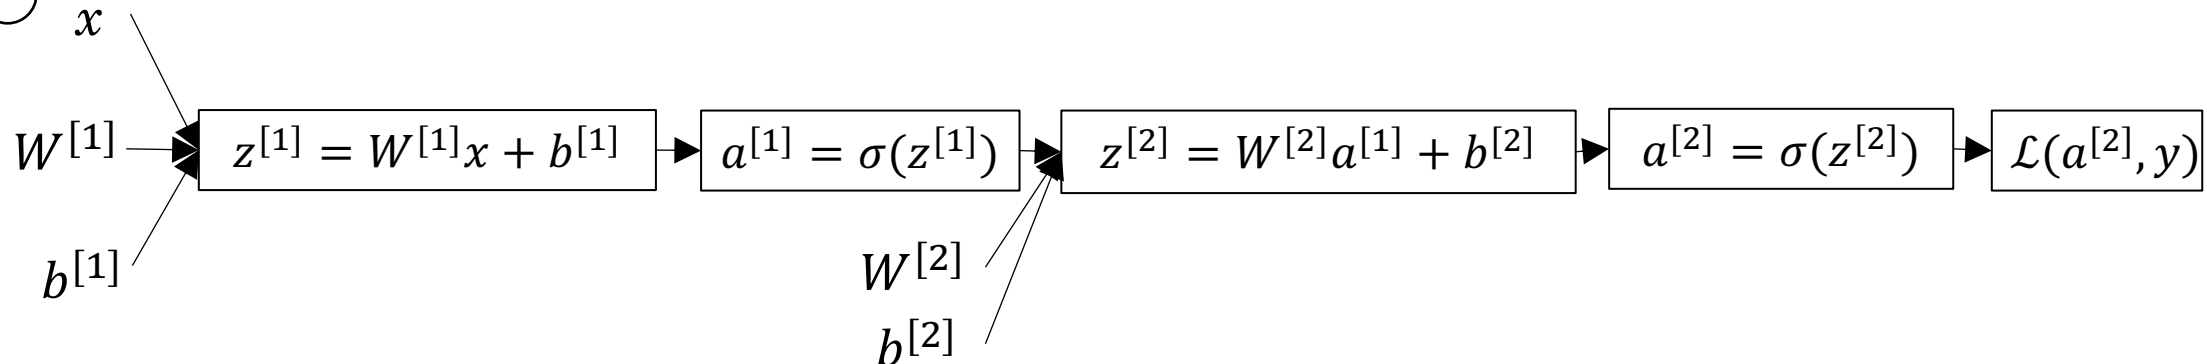 x
W^{[1]}
z^{[1]} = W^{[1]}x + b^{[1]}
a^{[1]} = σ(z^{[1]})
z^{[2]} = W^{[2]}a^{[1]} + b^{[2]}
a^{[2]} = σ(z^{[2]})
ℒ(a^{[2]}, y)
b^{[1]}
W^{[2]}
b^{[2]}